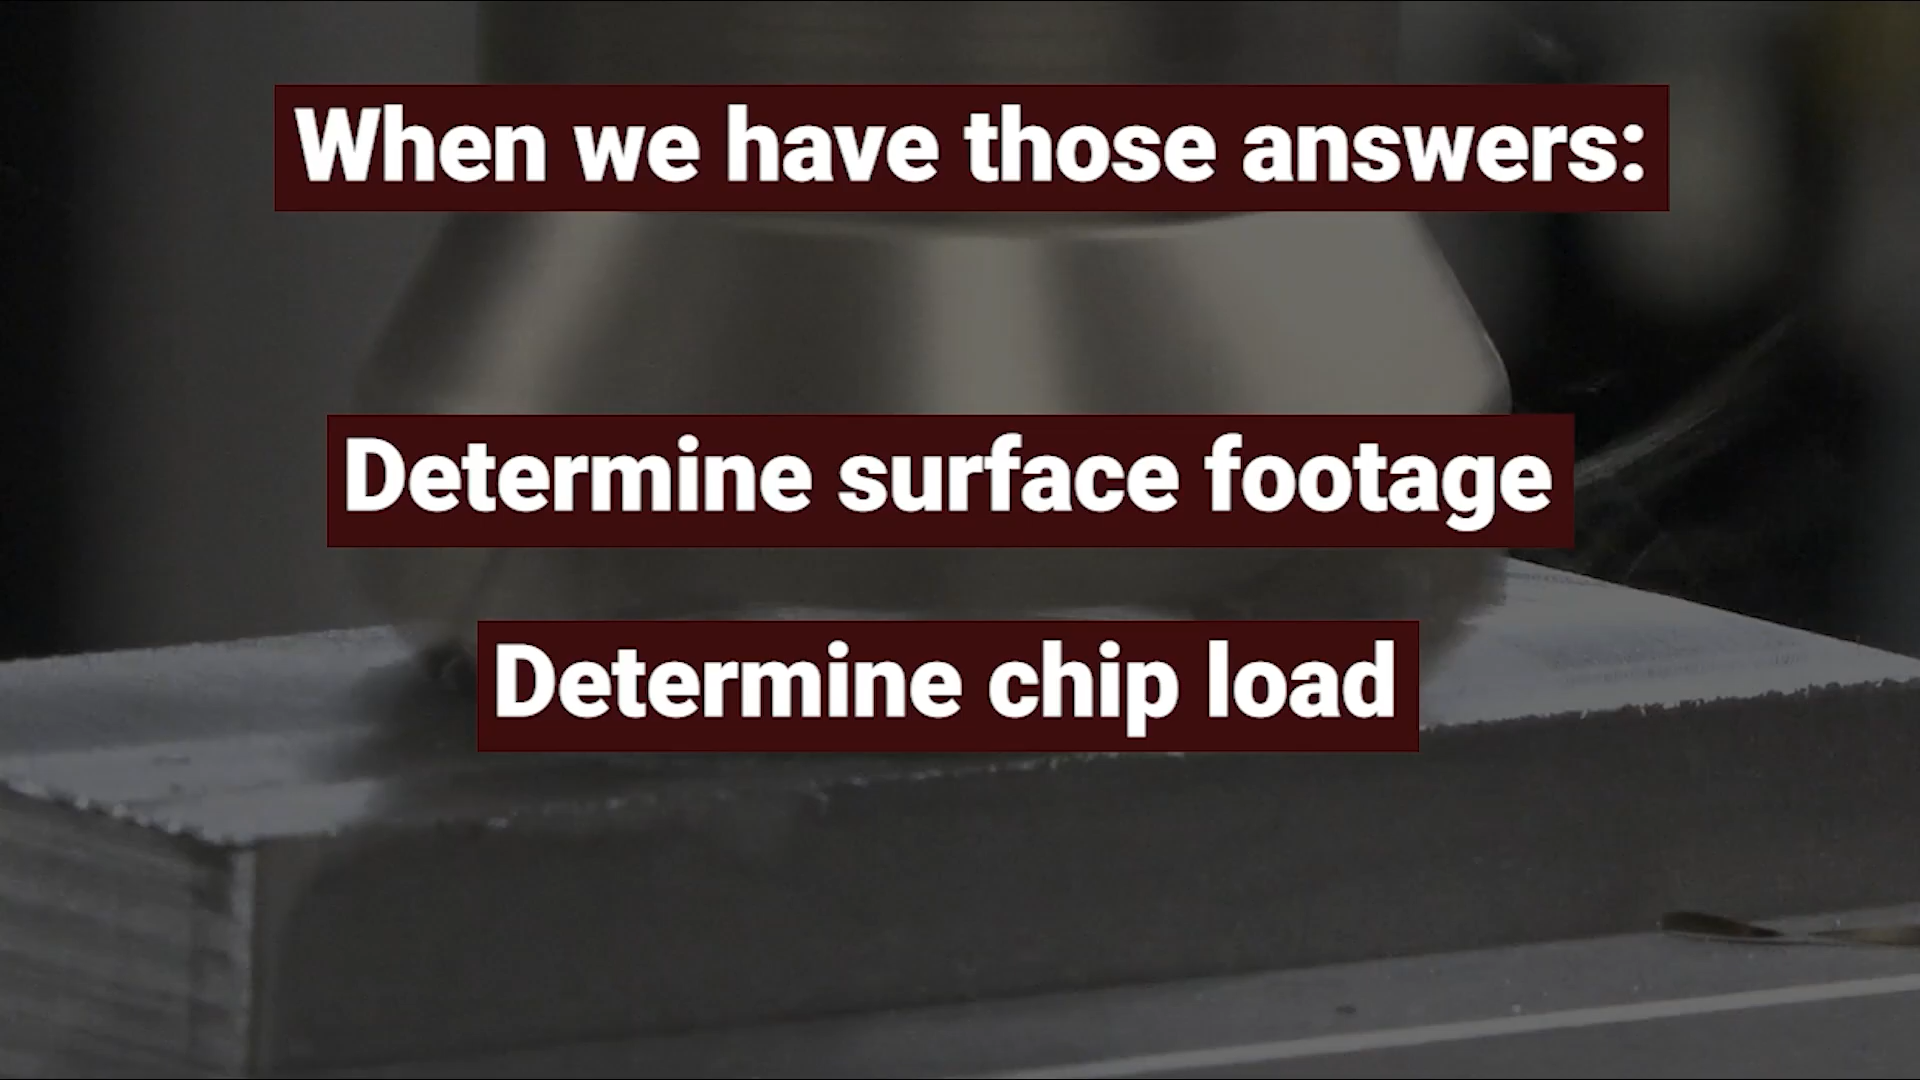 When we have those answers:
Determine surface footage
Determine chip load